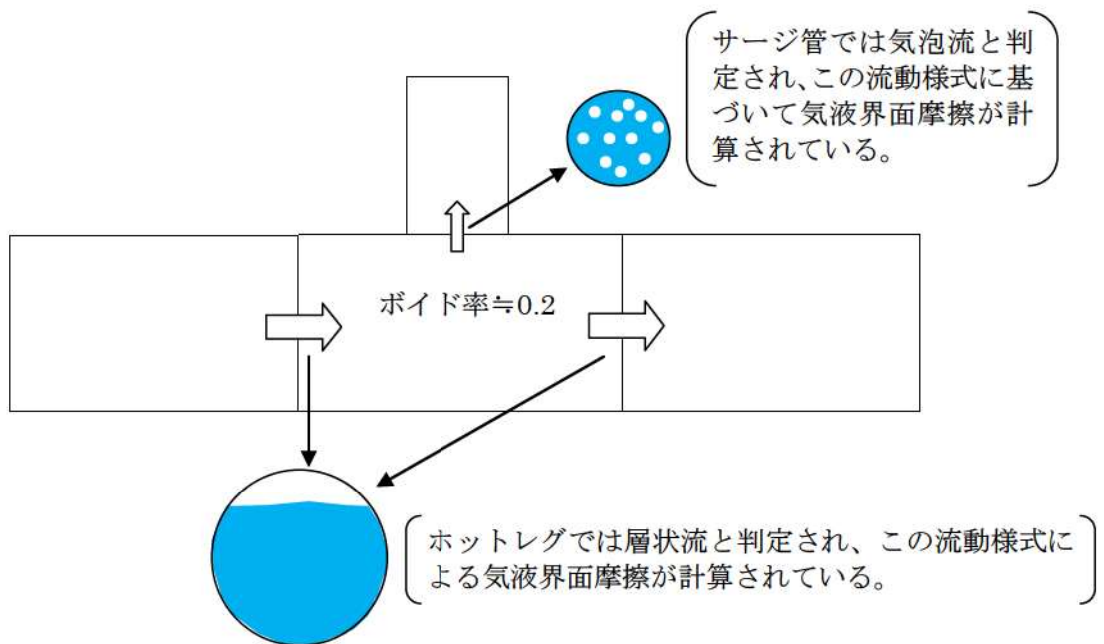 サージ管では気泡流と判
定され、この流動様式に基
づいて気液界面摩擦が計
算されている。
ボイド率≒0.2
ホットレグでは層状流と判定され、この流動様式に
よる気液界面摩擦が計算されている。